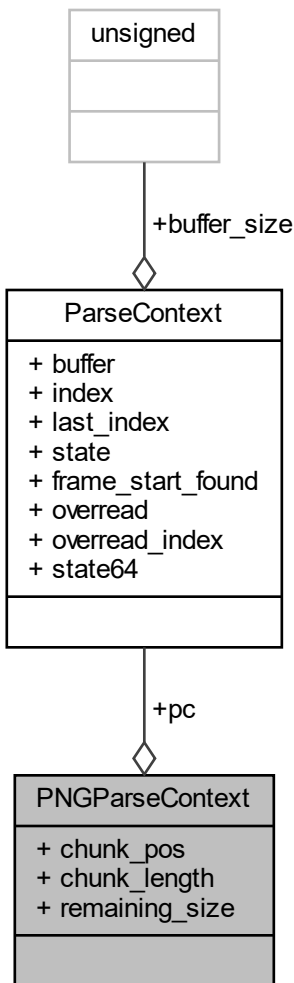 unsigned
+buffer_size
ParseContext
+ buffer
+ index
+ last_index
+ state
+ frame_start_found
+ overread
+ overread_index
+ state64
+pc
PNGParseContext
+ chunk_pos
+ chunk_length
+ remaining_size